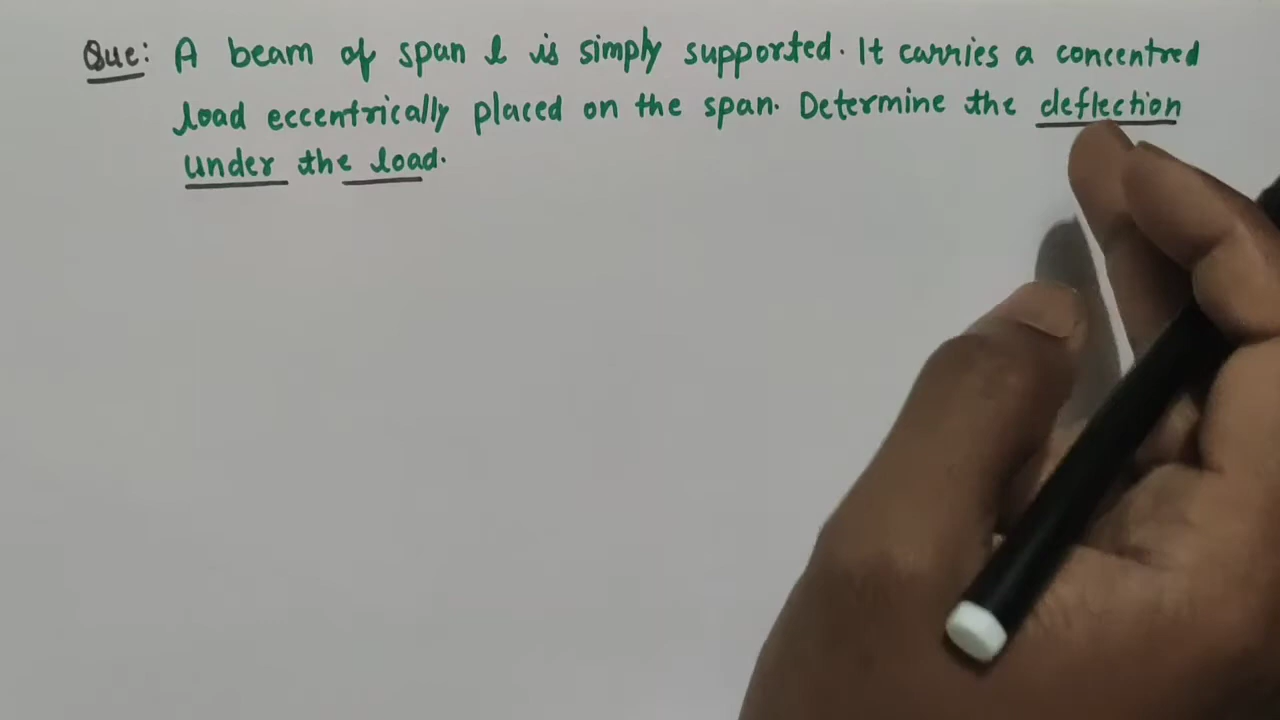 Que: A beam of span l is simply supported. It carries a concentred
load eccentrically placed on the span. Determine the deflection
under the load.